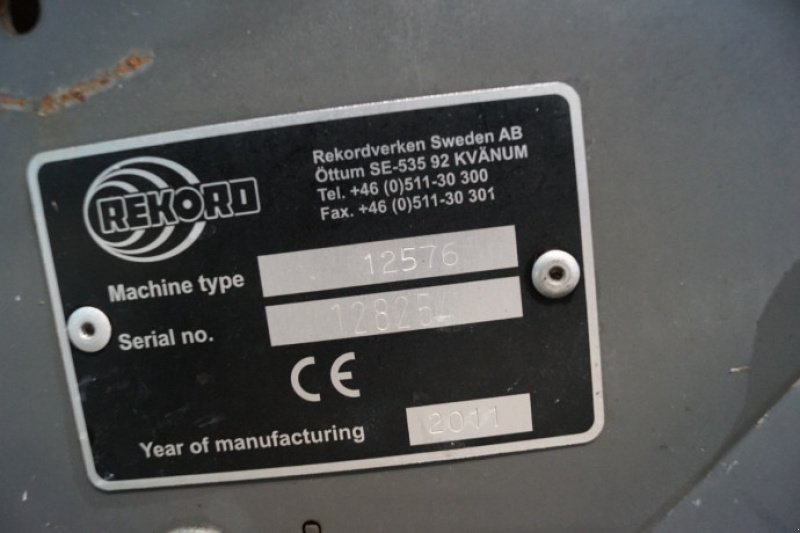 REKORD
Rekordverken Sweden AB
Öttum SE-535 92 KVÄNUM
Tel. +46 (0)511-30 300
Fax. +46 (0)511-30 301
Machine type 12576
Serial no. 128254
CE
Year of manufacturing 2011